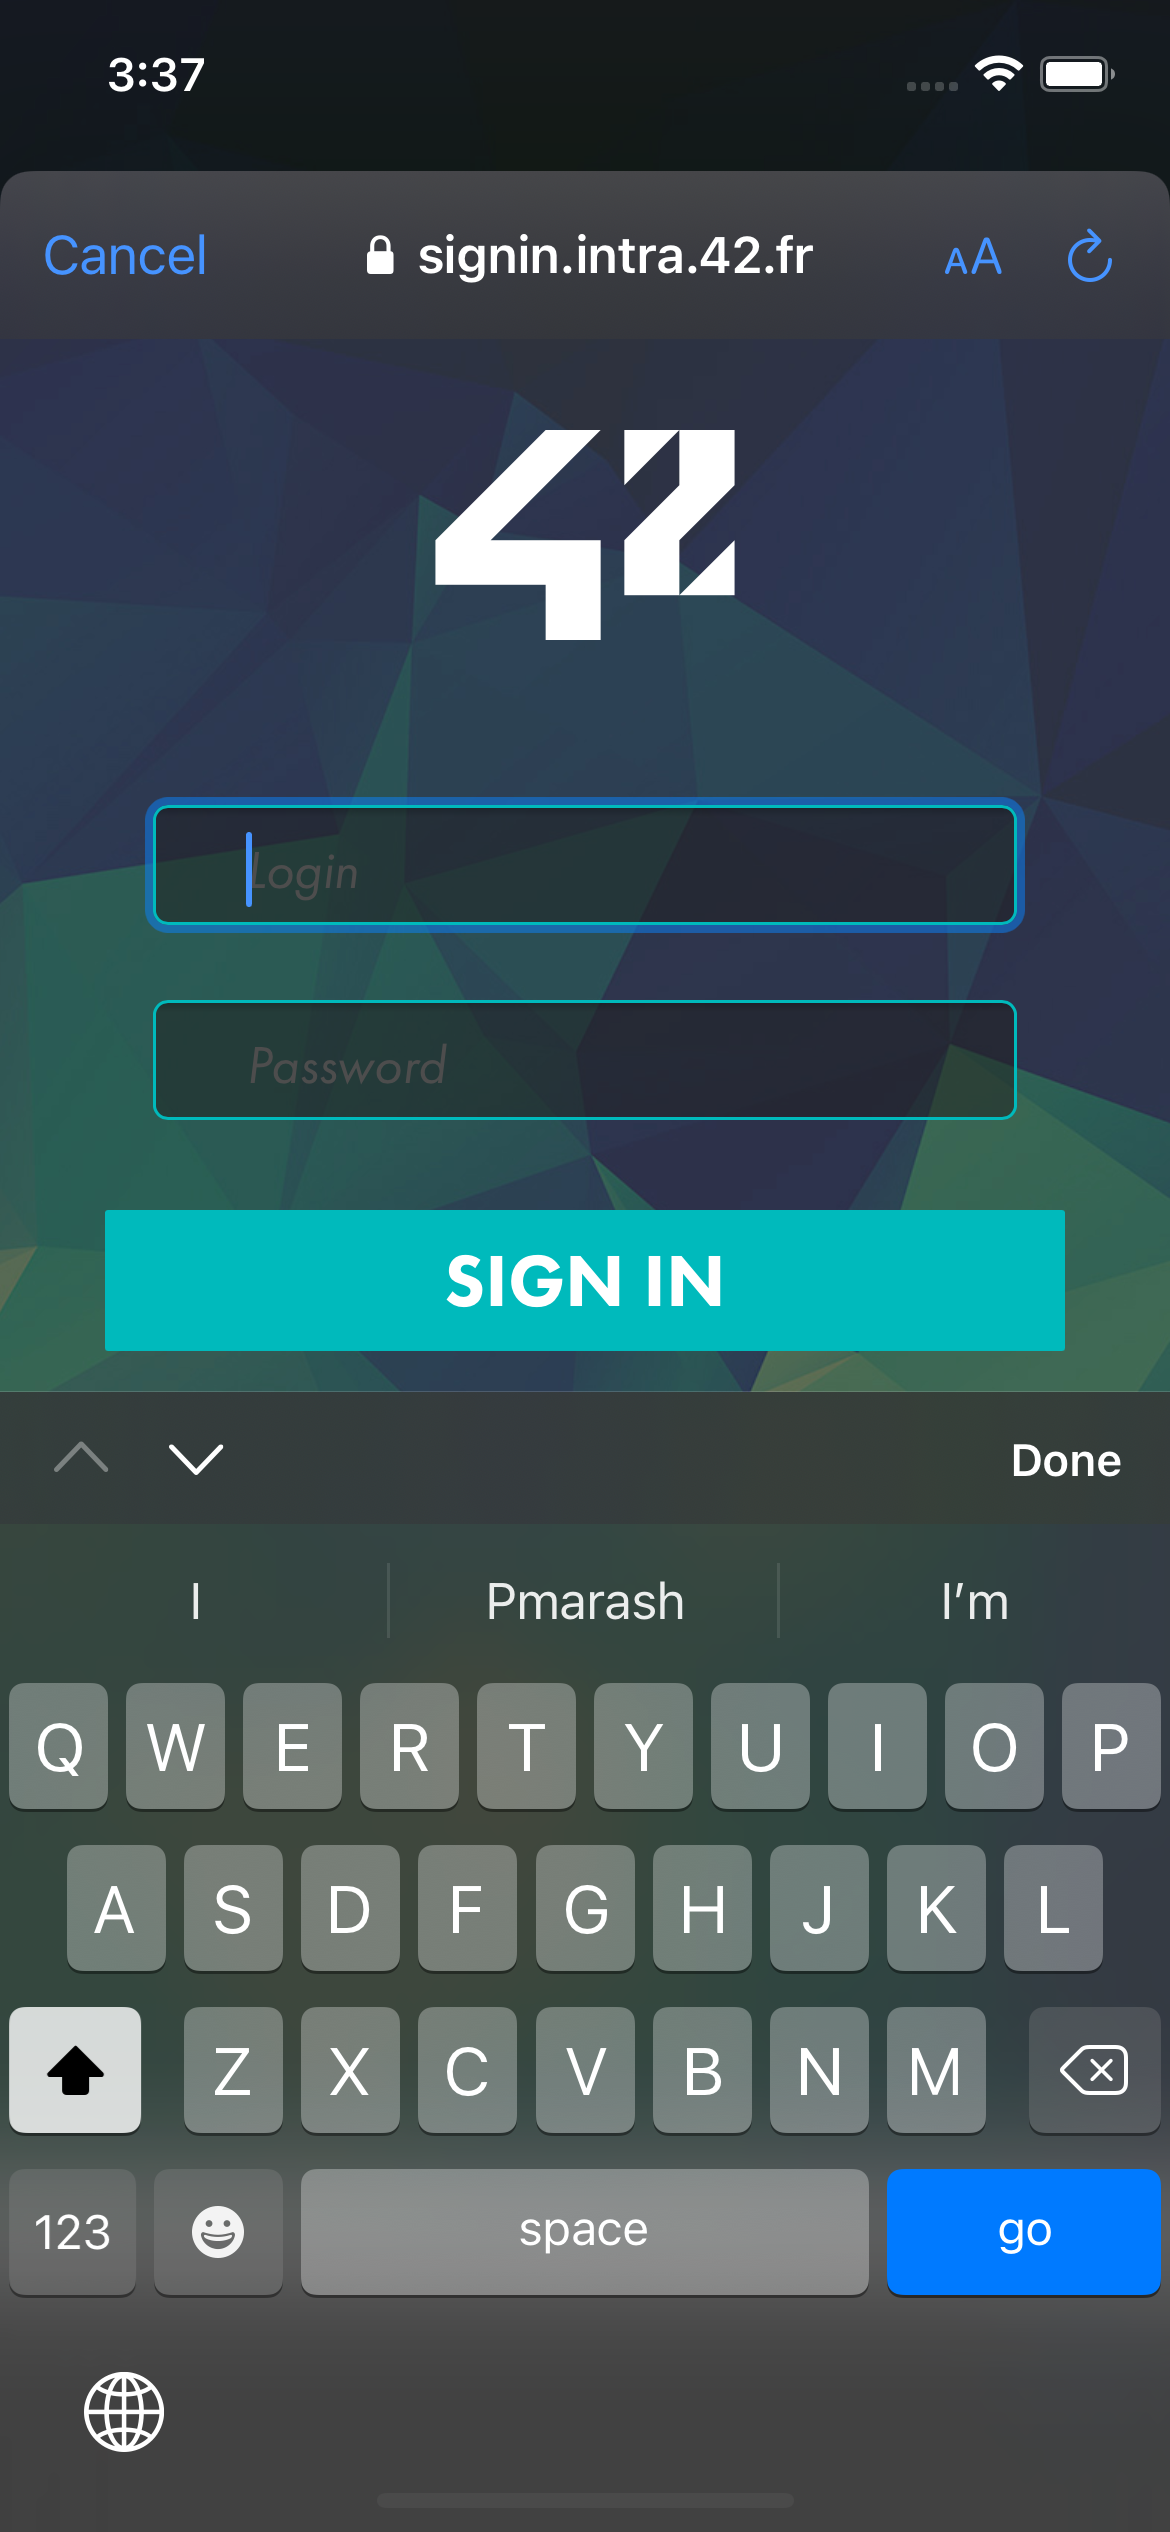 3:37
Cancel signin.intra.42.fr AA
42
Login
Password
SIGN IN
Done
I Pmarash I'm
Q W E R T Y U I O P
A S D F G H J K L
Z X C V B N M
123 space go